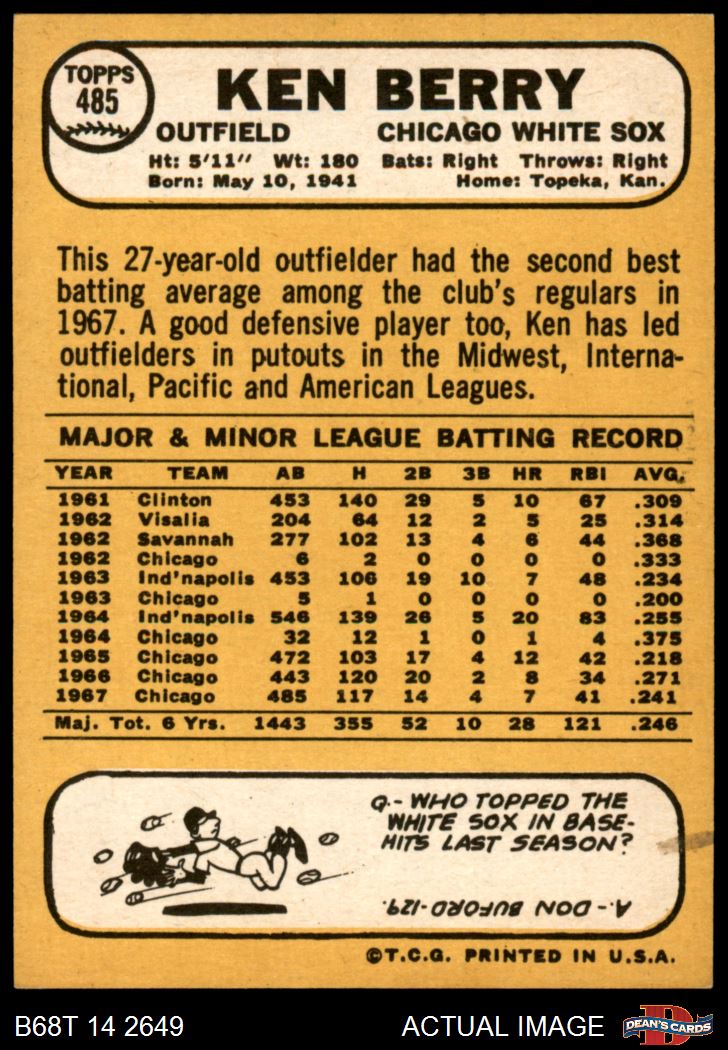 TOPPS
485
KEN BERRY
OUTFIELD CHICAGO WHITE SOX
Ht: 5'11" Wt: 180 Bats: Right Throws: Right
Born: May 10, 1941 Home: Topeka, Kan.
This 27-year-old outfielder had the second best
batting average among the club's regulars in
1967. A good defensive player too, Ken has led
outfielders in putouts in the Midwest, Interna-
tional, Pacific and American Leagues.
MAJOR & MINOR LEAGUE BATTING RECORD
YEAR TEAM AB H 2B 3B HR RBI AVG.
1961 Clinton 453 140 29 5 10 67 .309
1962 Visalia 204 64 12 2 5 25 .314
1962 Savannah 277 102 13 4 6 44 .368
1962 Chicago 6 2 0 0 0 0 .333
1963 Ind'napolis 453 106 19 10 7 48 .234
1963 Chicago 5 1 0 0 0 0 .200
1964 Ind'napolis 546 139 26 5 20 83 .255
1964 Chicago 32 12 1 0 1 4 .375
1965 Chicago 472 103 17 4 12 42 .218
1966 Chicago 443 120 20 2 8 34 .271
1967 Chicago 485 117 14 4 7 41 .241
Maj. Tot. 6 Yrs. 1443 355 52 10 28 121 .246
Q.- WHO TOPPED THE
WHITE SOX IN BASE-
HITS LAST SEASON?
A.- DON BUFORD-129.
©T.C.G. PRINTED IN U.S.A.
B68T 14 2649 ACTUAL IMAGE
D
DEAN'S CARDS